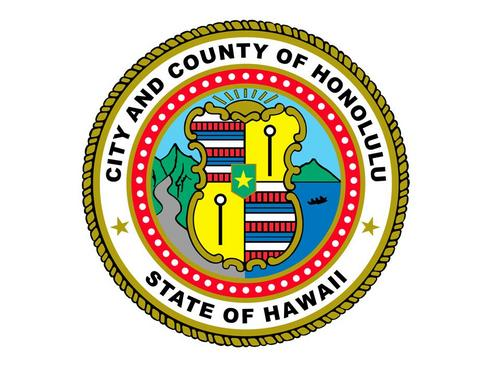 CITY AND COUNTY OF HONOLULU
STATE OF HAWAII